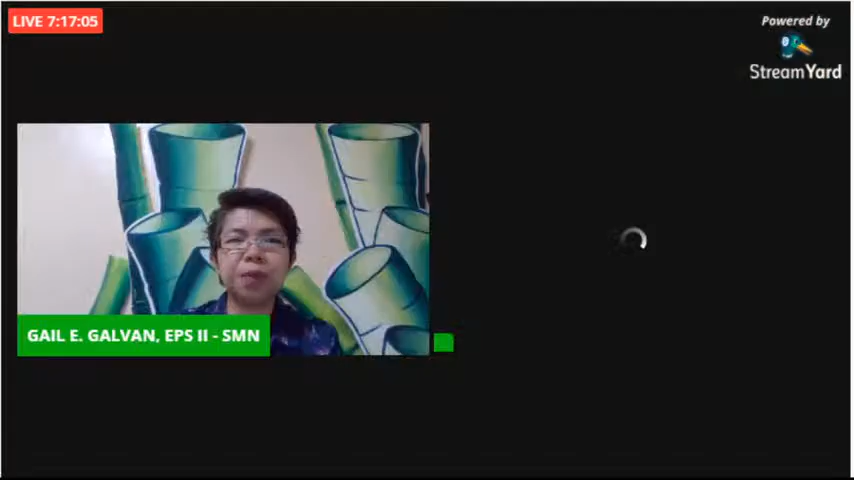 LIVE 7:17:05
Powered by
StreamYard
GAIL E. GALVAN, EPS II - SMN